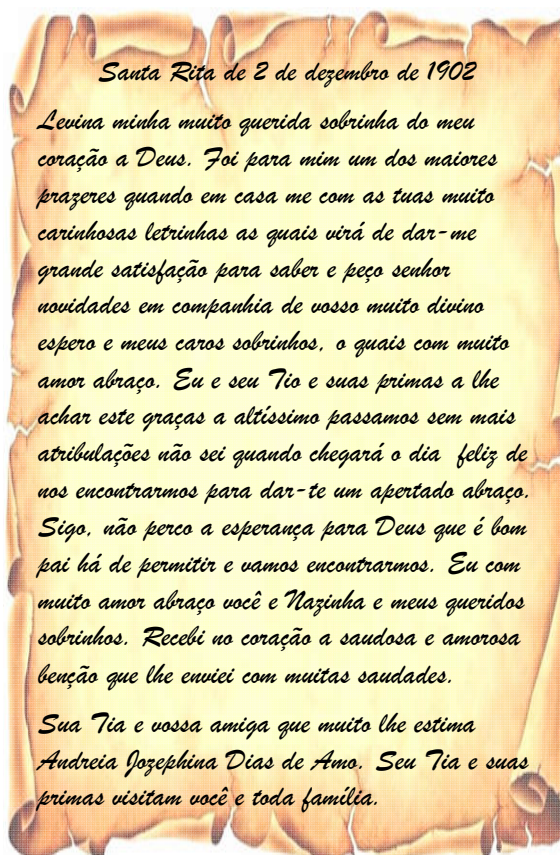 Santa Rita de 2 de dezembro de 1902
Levina minha muito querida sobrinha do meu
coração a Deus. Foi para mim um dos maiores
prazeres quando em casa me com as tuas muito
carinhosas letrinhas as quais virá de dar-me
grande satisfação para saber e peço senhor
novidades em companhia de vosso muito divino
espero e meus caros sobrinhos, o quais com muito
amor abraço. Eu e seu Tio e suas primas a lhe
achar este graças a altíssimo passamos sem mais
atribulações não sei quando chegará o dia feliz de
nos encontrarmos para dar-te um apertado abraço.
Sigo, não perco a esperança para Deus que é bom
pai há de permitir e vamos encontrarmos. Eu com
muito amor abraço você e Nazinha e meus queridos
sobrinhos. Recebi no coração a saudosa e amorosa
benção que lhe enviei com muitas saudades.
Sua Tia e vossa amiga que muito lhe estima
Andreia Jozephina Dias de Amo. Seu Tia e suas
primas visitam você e toda família.